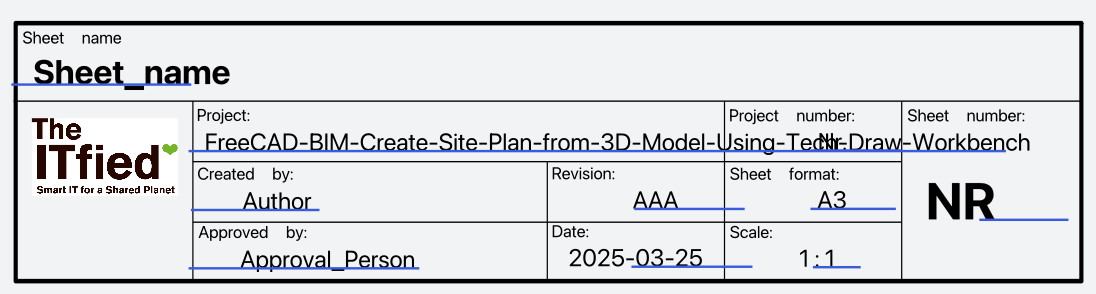 Sheet name
Sheet_name
The
ITfied
Smart IT for a Shared Planet
Project:
FreeCAD-BIM-Create-Site-Plan-from-3D-Model-Using-Tech-Draw-Workbench
Project number:
Nr.
Sheet number:
NR
Created by:
Author
Revision:
AAA
Sheet format:
A3
Approved by:
Approval_Person
Date:
2025-03-25
Scale:
1:1